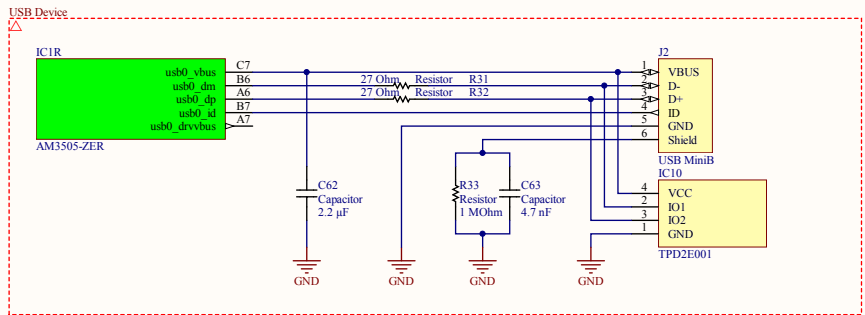 USB Device
IC1R
J2
usb0_vbus C7 1 VBUS
usb0_dm B6 27 Ohm Resistor R31 2 D-
usb0_dp A6 27 Ohm Resistor R32 3 D+
usb0_id B7 4 ID
usb0_drvvbus A7 5 GND
6 Shield
AM3505-ZER
USB MiniB
IC10
C62
Capacitor
2.2 µF
R33
Resistor
1 MOhm
C63
Capacitor
4.7 nF
4 VCC
2 IO1
3 IO2
1 GND
TPD2E001
GND
GND
GND
GND